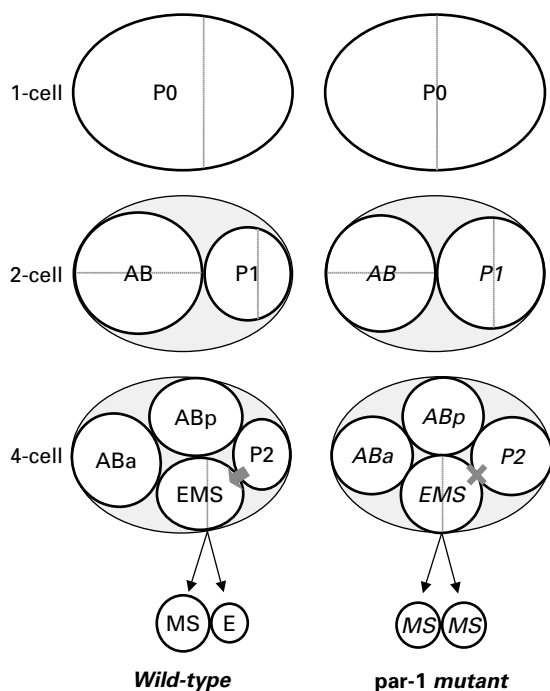 1-cell P0 P0
2-cell AB P1 AB P1
ABp ABp
4-cell ABa P2 ABa P2
EMS EMS
MS E MS MS
Wild-type par-1 mutant